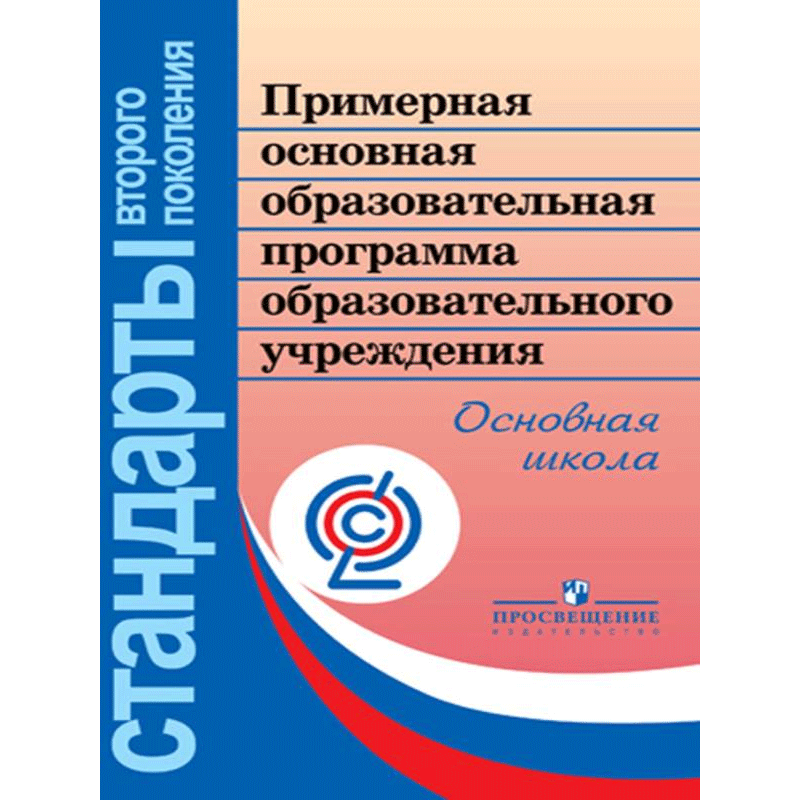 стандарты
второго
поколения
Примерная
основная
образовательная
программа
образовательного
учреждения
Основная
школа
С
ПРОСВЕЩЕНИЕ
ИЗДАТЕЛЬСТВО